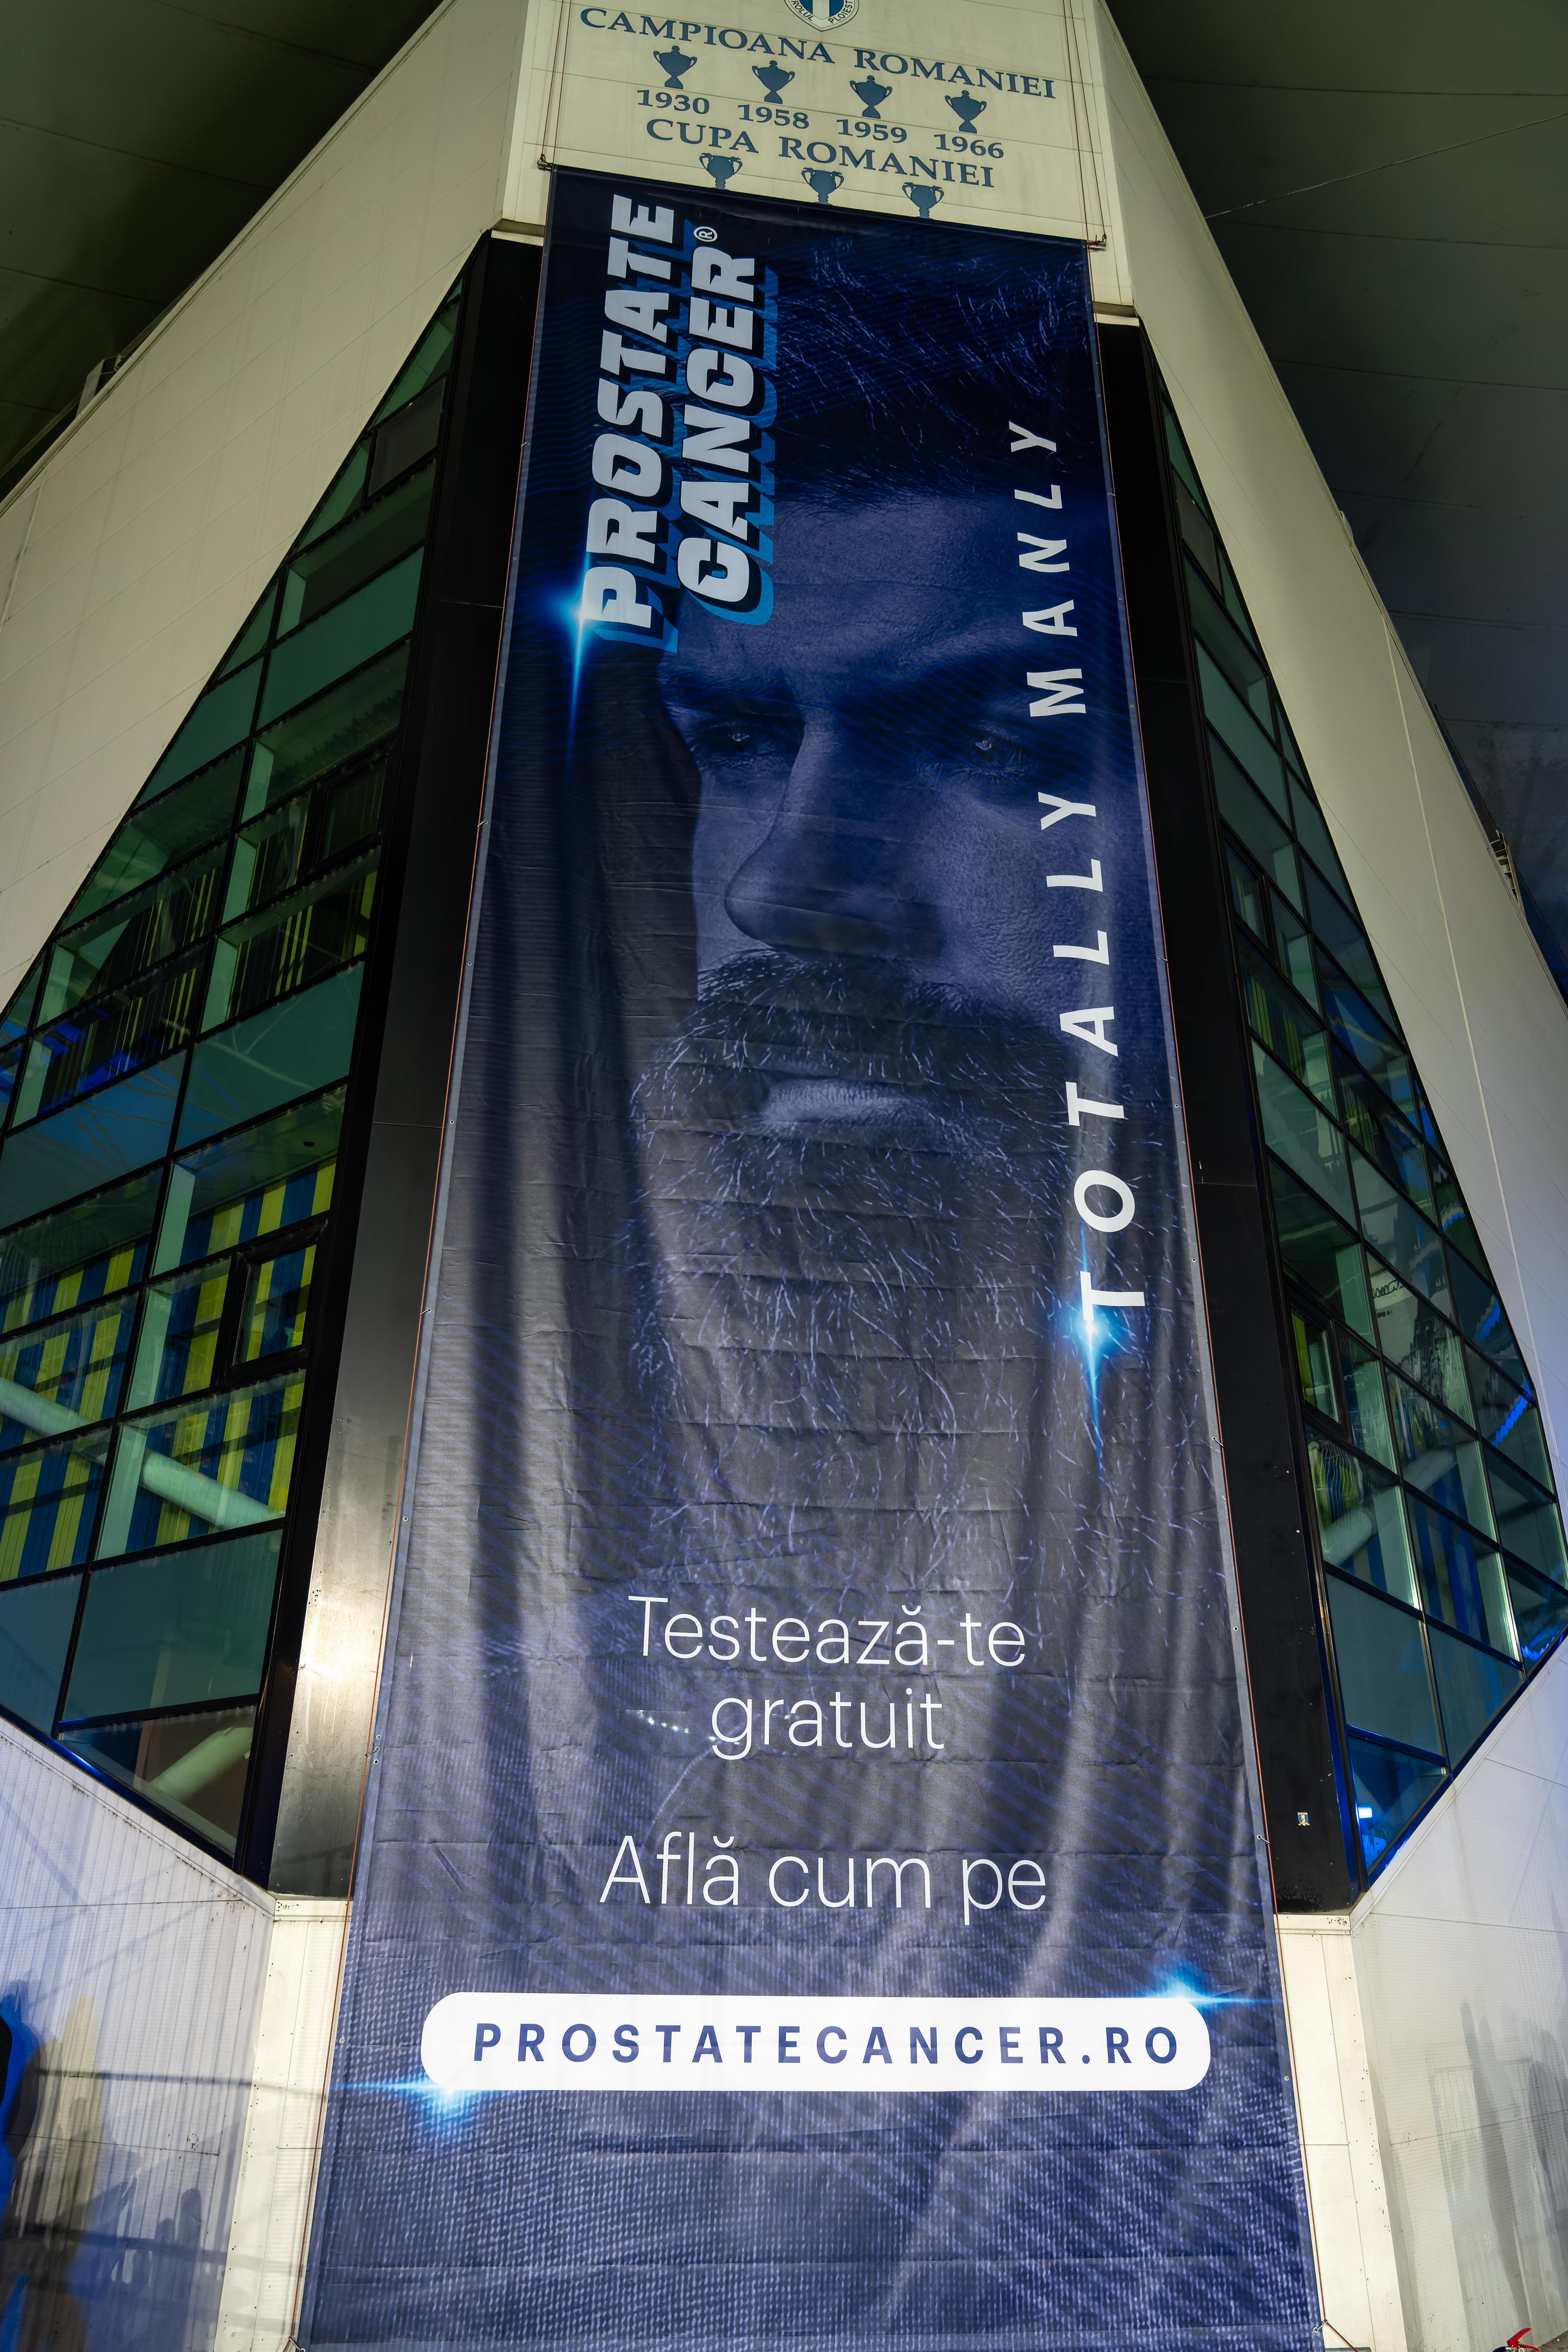 PLOIEȘTI
CAMPIOANA ROMANIEI
1930 1958 1959 1966
CUPA ROMANIEI
PROSTATE
CANCER®
TOTALLY MANLY
Testează-te
gratuit
Află cum pe
PROSTATECANCER.RO